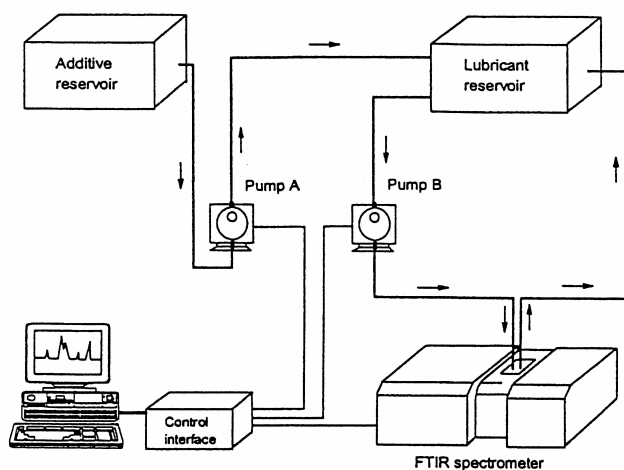 Additive
reservoir
Lubricant
reservoir
Pump A
Pump B
Control
interface
FTIR spectrometer